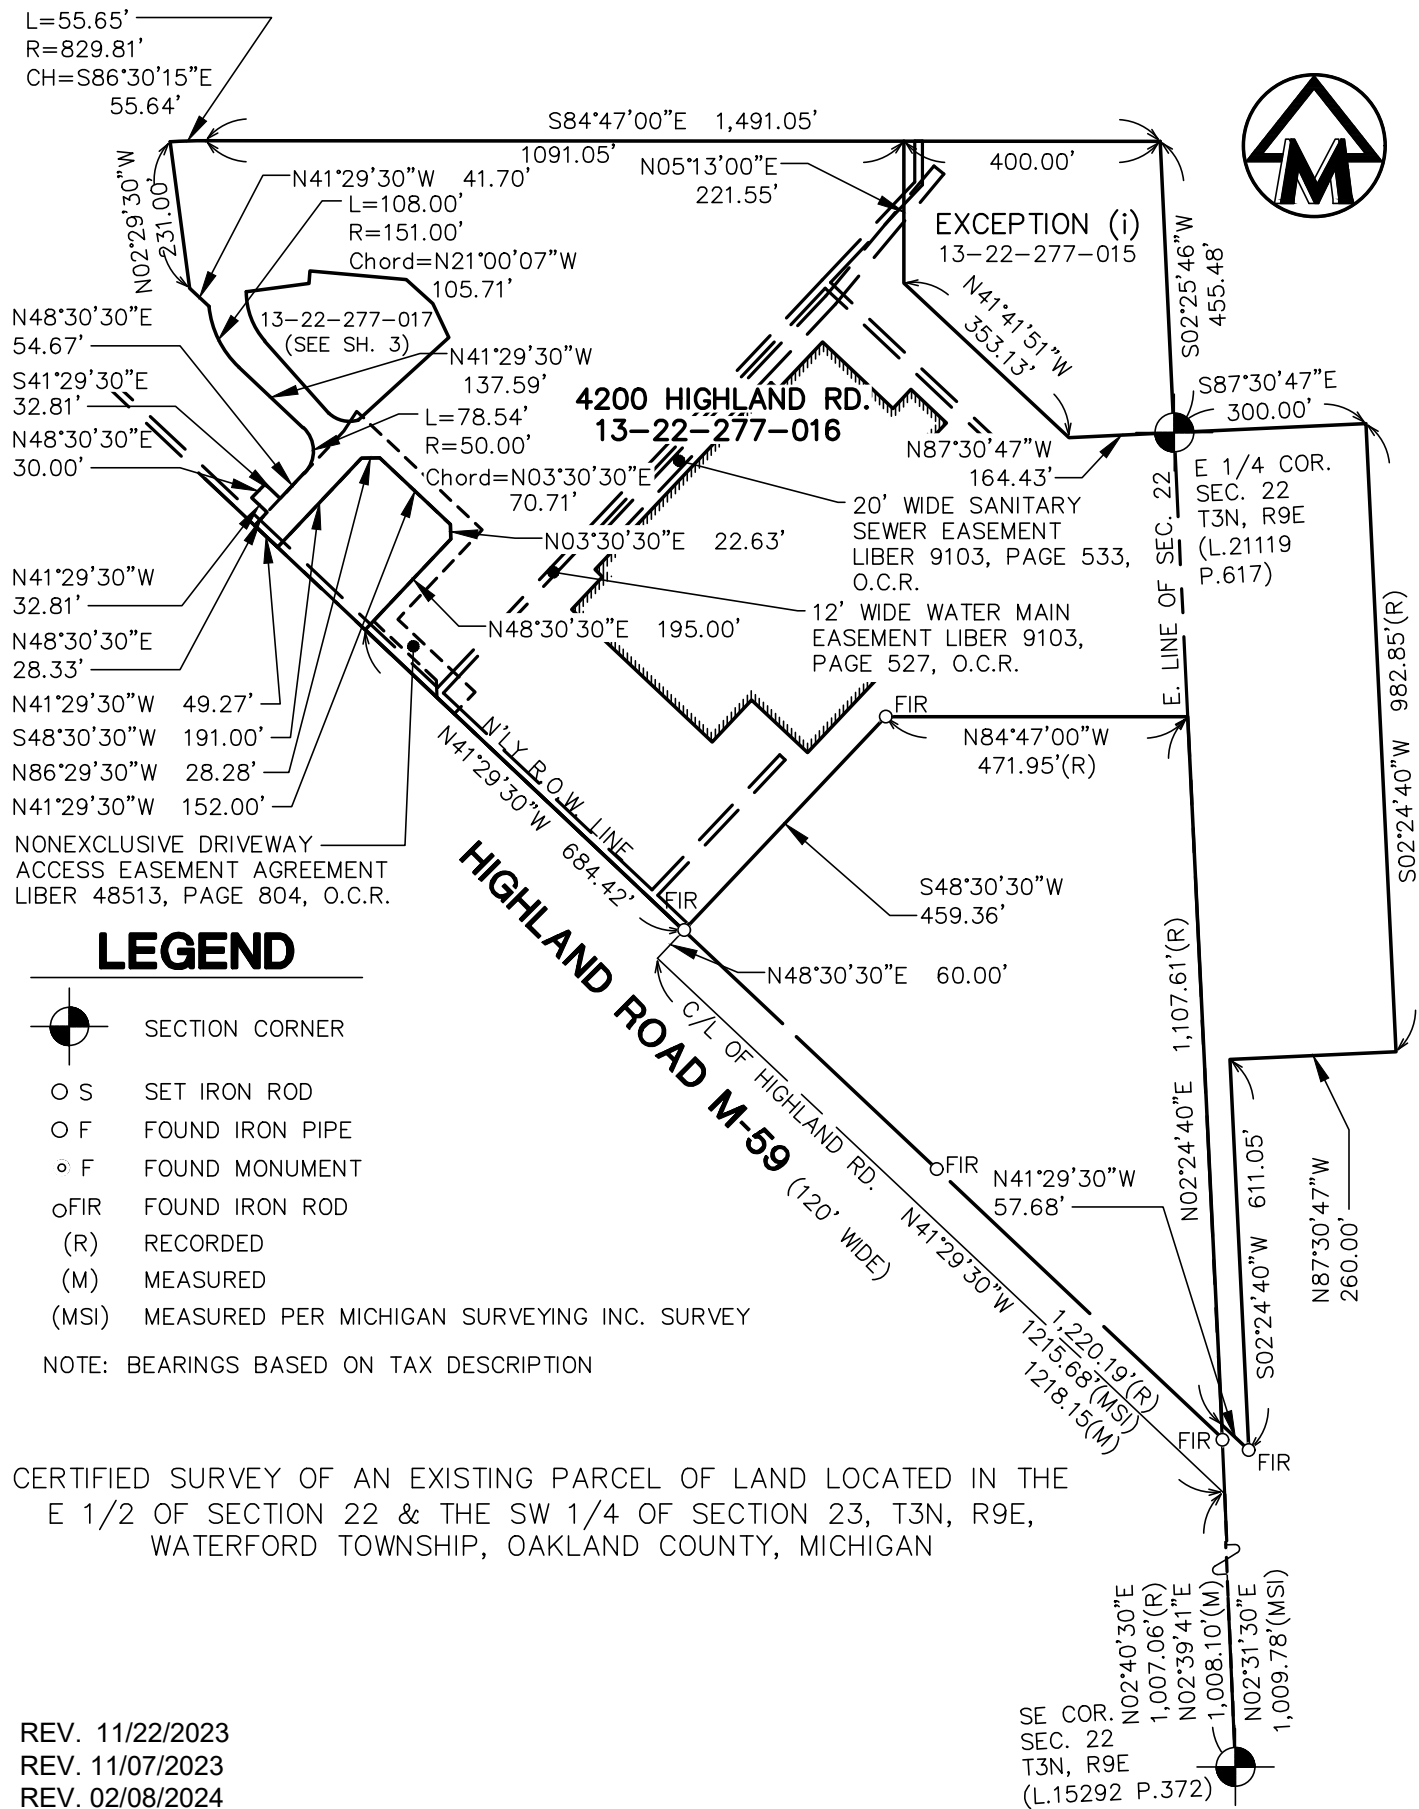 L=55.65'
R=829.81'
CH=S86°30'15"E
55.64'
S84°47'00"E 1,491.05'
1091.05'
400.00'
N05°13'00"E
221.55'
N02°29'30"W
231.00'
N41°29'30"W 41.70'
L=108.00'
R=151.00'
Chord=N21°00'07"W
105.71'
M
EXCEPTION (i)
13-22-277-015
S02°25'46"W
455.48'
N41°41'51"W
353.13'
13-22-277-017
(SEE SH. 3)
N48°30'30"E
54.67'
S41°29'30"E
32.81'
N48°30'30"E
30.00'
N41°29'30"W
137.59'
L=78.54'
R=50.00'
Chord=N03°30'30"E
70.71'
4200 HIGHLAND RD.
13-22-277-016
S87°30'47"E
300.00'
N87°30'47"W
164.43'
E 1/4 COR.
SEC. 22
T3N, R9E
(L.21119
P.617)
20' WIDE SANITARY
SEWER EASEMENT
LIBER 9103, PAGE 533,
O.C.R.
N03°30'30"E 22.63'
12' WIDE WATER MAIN
EASEMENT LIBER 9103,
PAGE 527, O.C.R.
N48°30'30"E 195.00'
E. LINE OF SEC. 22
S02°24'40"W 982.85'(R)
N41°29'30"W
32.81'
N48°30'30"E
28.33'
N41°29'30"W 49.27'
S48°30'30"W 191.00'
N86°29'30"W 28.28'
N41°29'30"W 152.00'
NONEXCLUSIVE DRIVEWAY
ACCESS EASEMENT AGREEMENT
LIBER 48513, PAGE 804, O.C.R.
N'LY R.O.W. LINE
N41°29'30"W 684.42'
FIR
N84°47'00"W
471.95'(R)
S48°30'30"W
459.36'
FIR
N48°30'30"E 60.00'
HIGHLAND ROAD M-59 (120' WIDE)
C/L OF HIGHLAND RD. N41°29'30"W
1,220.19'(R)
1215.68'(MSI)
1218.15(M)
N02°24'40"E 1,107.61'(R)
FIR
N41°29'30"W
57.68'
S02°24'40"W 611.05'
N87°30'47"W
260.00'
FIR
FIR
LEGEND
SECTION CORNER
S SET IRON ROD
F FOUND IRON PIPE
F FOUND MONUMENT
FIR FOUND IRON ROD
(R) RECORDED
(M) MEASURED
(MSI) MEASURED PER MICHIGAN SURVEYING INC. SURVEY
NOTE: BEARINGS BASED ON TAX DESCRIPTION
CERTIFIED SURVEY OF AN EXISTING PARCEL OF LAND LOCATED IN THE
E 1/2 OF SECTION 22 & THE SW 1/4 OF SECTION 23, T3N, R9E,
WATERFORD TOWNSHIP, OAKLAND COUNTY, MICHIGAN
N02°40'30"E
1,007.06'(R)
N02°39'41"E
1,008.10'(M)
N02°31'30"E
1,009.78'(MSI)
SE COR.
SEC. 22
T3N, R9E
(L.15292 P.372)
REV. 11/22/2023
REV. 11/07/2023
REV. 02/08/2024